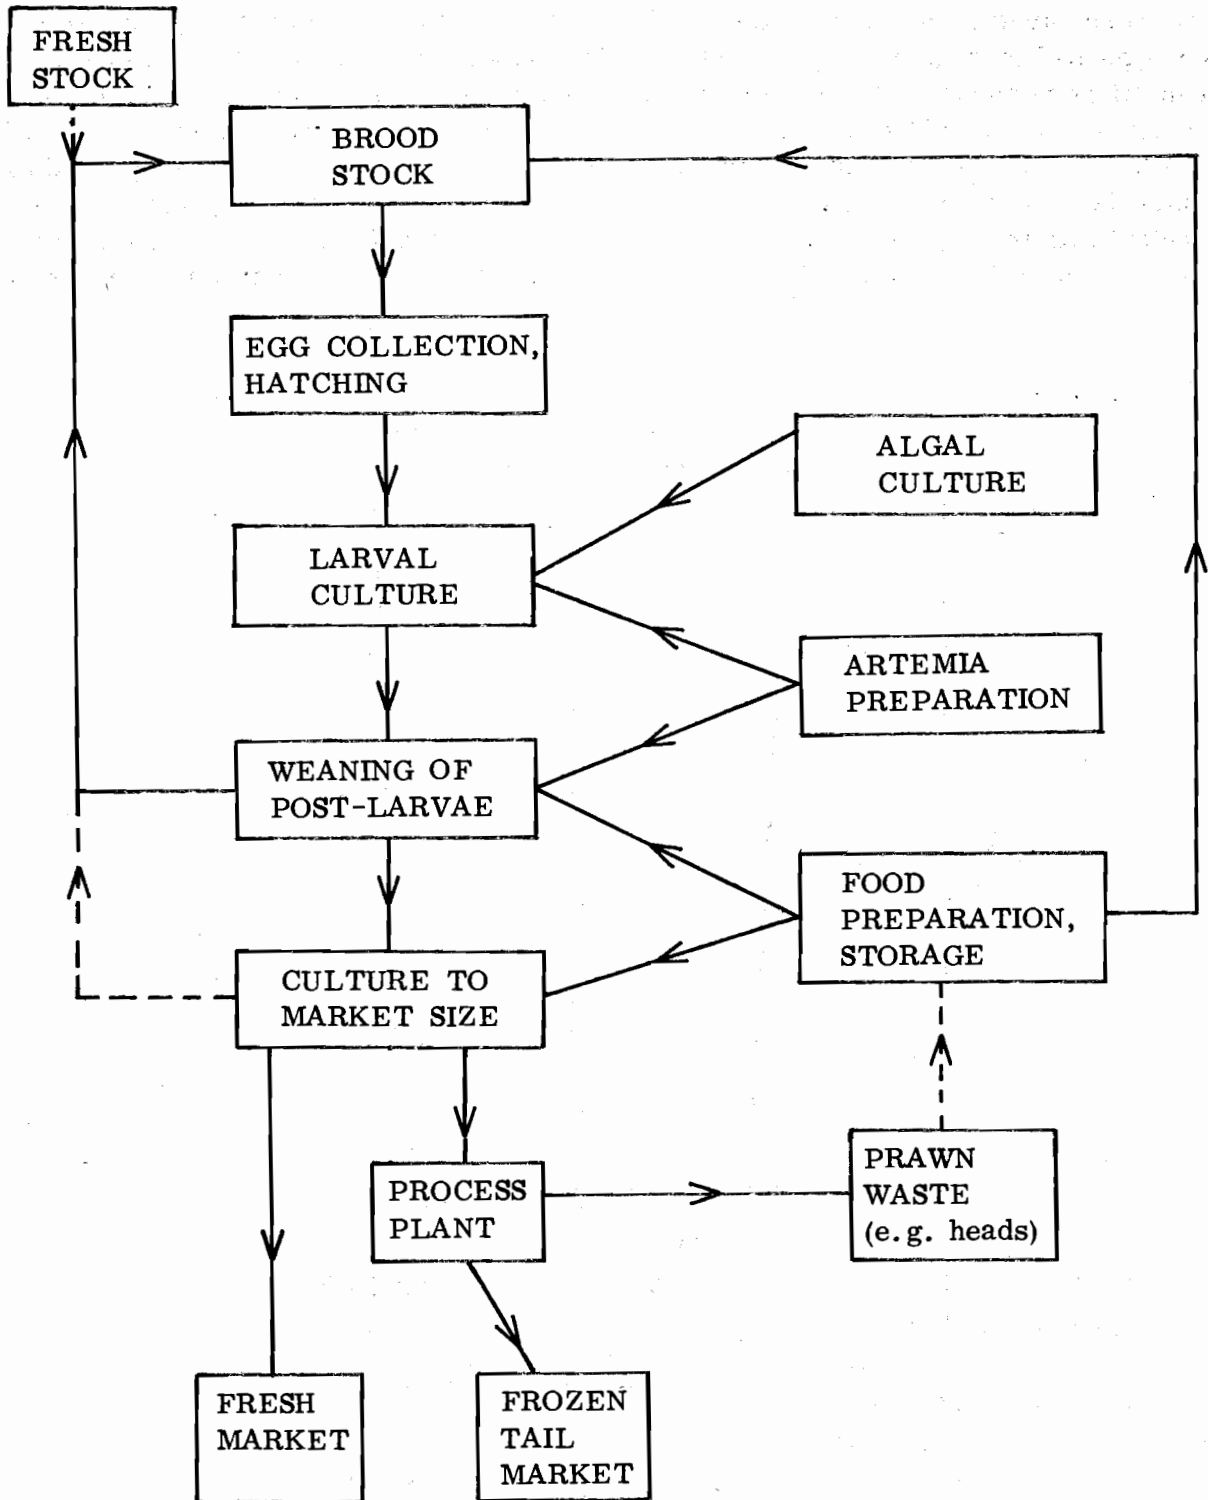 FRESH
STOCK
BROOD
STOCK
EGG COLLECTION,
HATCHING
ALGAL
CULTURE
LARVAL
CULTURE
ARTEMIA
PREPARATION
WEANING OF
POST-LARVAE
FOOD
PREPARATION,
STORAGE
CULTURE TO
MARKET SIZE
PROCESS
PLANT
PRAWN
WASTE
(e.g. heads)
FRESH
MARKET
FROZEN
TAIL
MARKET